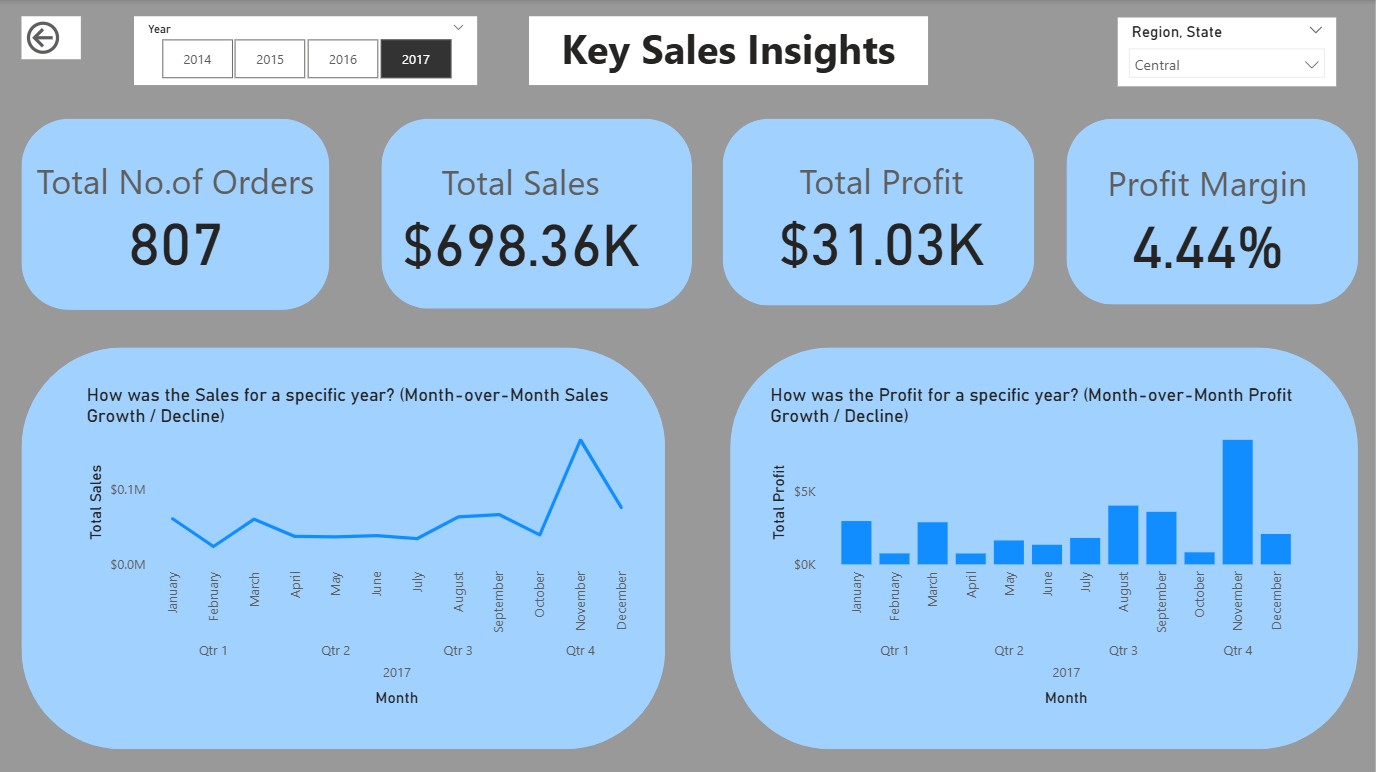 Year
2014
2015
2016
2017
Key Sales Insights
Region, State
Central
Total No.of Orders
807
Total Sales
$698.36K
Total Profit
$31.03K
Profit Margin
4.44%
How was the Sales for a specific year? (Month-over-Month Sales
Growth / Decline)
Total Sales
$0.1M
$0.0M
January
February
March
April
May
June
July
August
September
October
November
December
Qtr 1
Qtr 2
Qtr 3
Qtr 4
2017
Month
How was the Profit for a specific year? (Month-over-Month Profit
Growth / Decline)
Total Profit
$5K
$0K
January
February
March
April
May
June
July
August
September
October
November
December
Qtr 1
Qtr 2
Qtr 3
Qtr 4
2017
Month